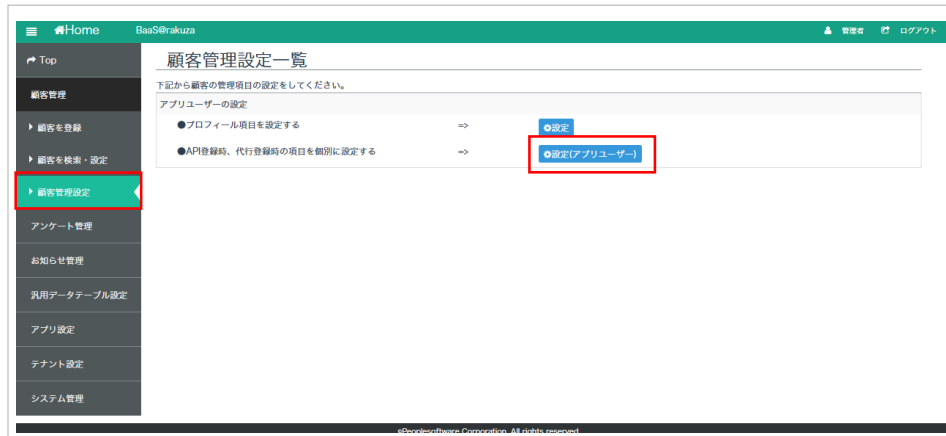 Home BaaS@rakuza 管理者 ログアウト
Top
顧客管理
顧客を登録
顧客を検索・設定
顧客管理設定
アンケート管理
お知らせ管理
汎用データテーブル設定
アプリ設定
テナント設定
システム管理
顧客管理設定一覧
下記から顧客の管理項目の設定をしてください。
アプリユーザーの設定
●プロフィール項目を設定する => 設定
●API登録時、代行登録時の項目を個別に設定する => 設定(アプリユーザー)
©Peoplesoftware Corporation. All rights reserved.